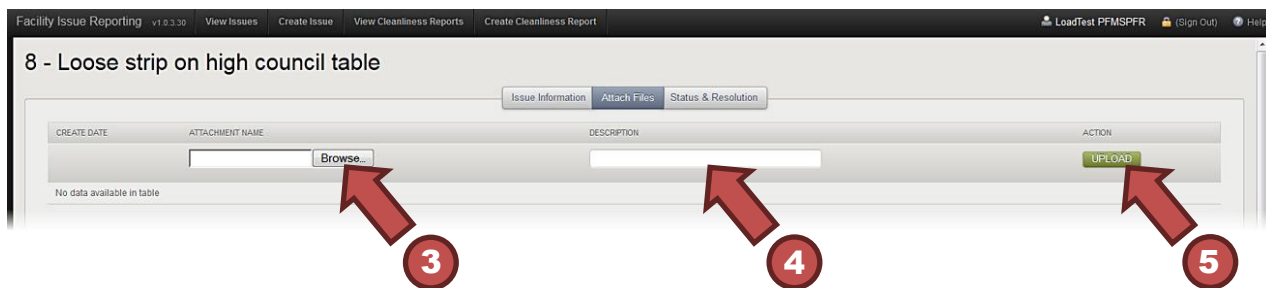 Facility Issue Reporting v1.0.3.30 View Issues Create Issue View Cleanliness Reports Create Cleanliness Report LoadTest PFMSPFR (Sign Out) Help
8 - Loose strip on high council table
Issue Information Attach Files Status & Resolution
CREATE DATE ATTACHMENT NAME DESCRIPTION ACTION
Browse... UPLOAD
No data available in table
3 4 5